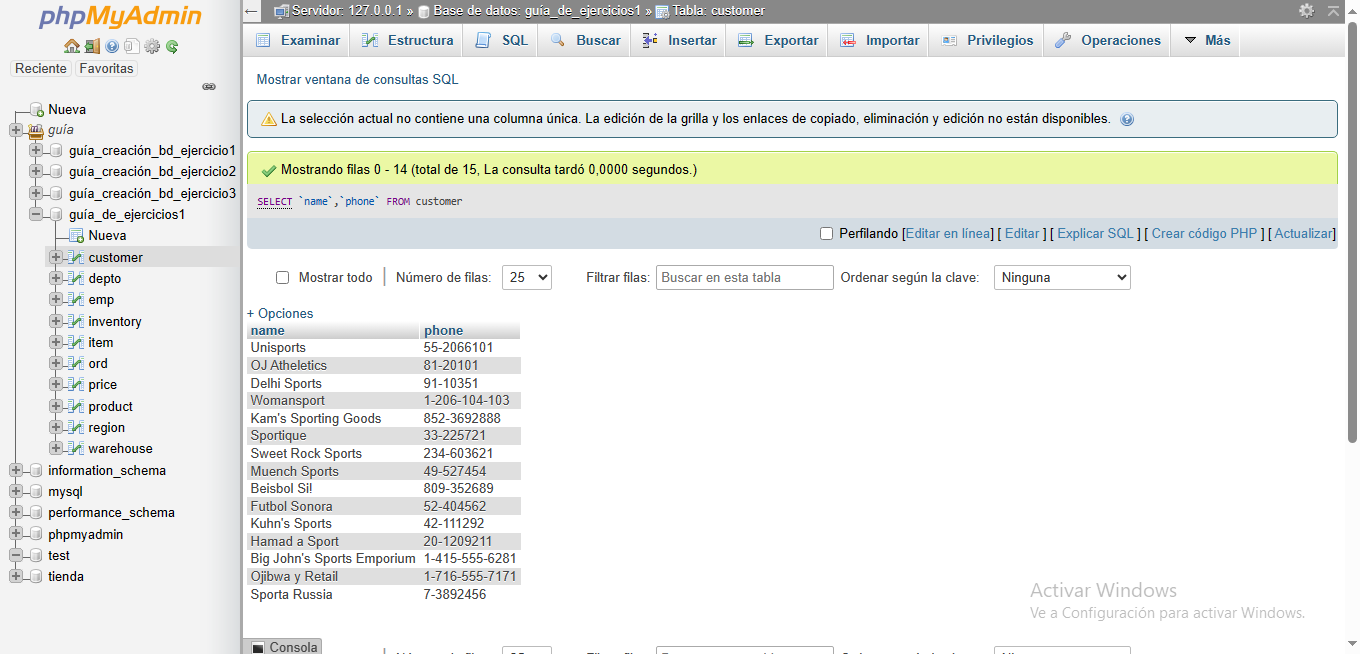 phpMyAdmin
Reciente Favoritas
Nueva
guía
guía_creación_bd_ejercicio1
guía_creación_bd_ejercicio2
guía_creación_bd_ejercicio3
guía_de_ejercicios1
Nueva
customer
depto
emp
inventory
item
ord
price
product
region
warehouse
information_schema
mysql
performance_schema
phpmyadmin
test
tienda
Servidor: 127.0.0.1 » Base de datos: guía_de_ejercicios1 » Tabla: customer
Examinar Estructura SQL Buscar Insertar Exportar Importar Privilegios Operaciones Más
Mostrar ventana de consultas SQL
La selección actual no contiene una columna única. La edición de la grilla y los enlaces de copiado, eliminación y edición no están disponibles.
Mostrando filas 0 - 14 (total de 15, La consulta tardó 0,0000 segundos.)
SELECT `name`,`phone` FROM customer
Perfilando [Editar en línea] [ Editar ] [ Explicar SQL ] [ Crear código PHP ] [ Actualizar]
Mostrar todo | Número de filas: 25 Filtrar filas: Buscar en esta tabla Ordenar según la clave: Ninguna
+ Opciones
name phone
Unisports 55-2066101
OJ Atheletics 81-20101
Delhi Sports 91-10351
Womansport 1-206-104-103
Kam's Sporting Goods 852-3692888
Sportique 33-225721
Sweet Rock Sports 234-603621
Muench Sports 49-527454
Beisbol Si! 809-352689
Futbol Sonora 52-404562
Kuhn's Sports 42-111292
Hamad a Sport 20-1209211
Big John's Sports Emporium 1-415-555-6281
Ojibwa y Retail 1-716-555-7171
Sporta Russia 7-3892456
Activar Windows
Ve a Configuración para activar Windows.
Consola